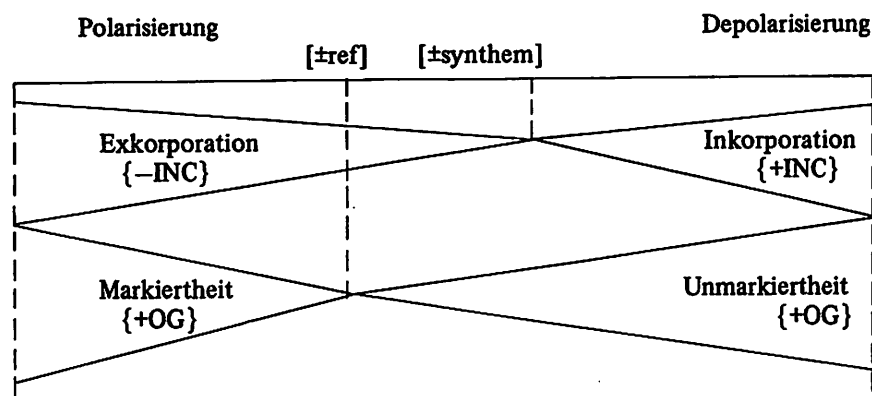 Polarisierung
Depolarisierung
[±ref]
[±synthem]
Exkorporation
{−INC}
Inkorporation
{+INC}
Markiertheit
{+OG}
Unmarkiertheit
{+OG}